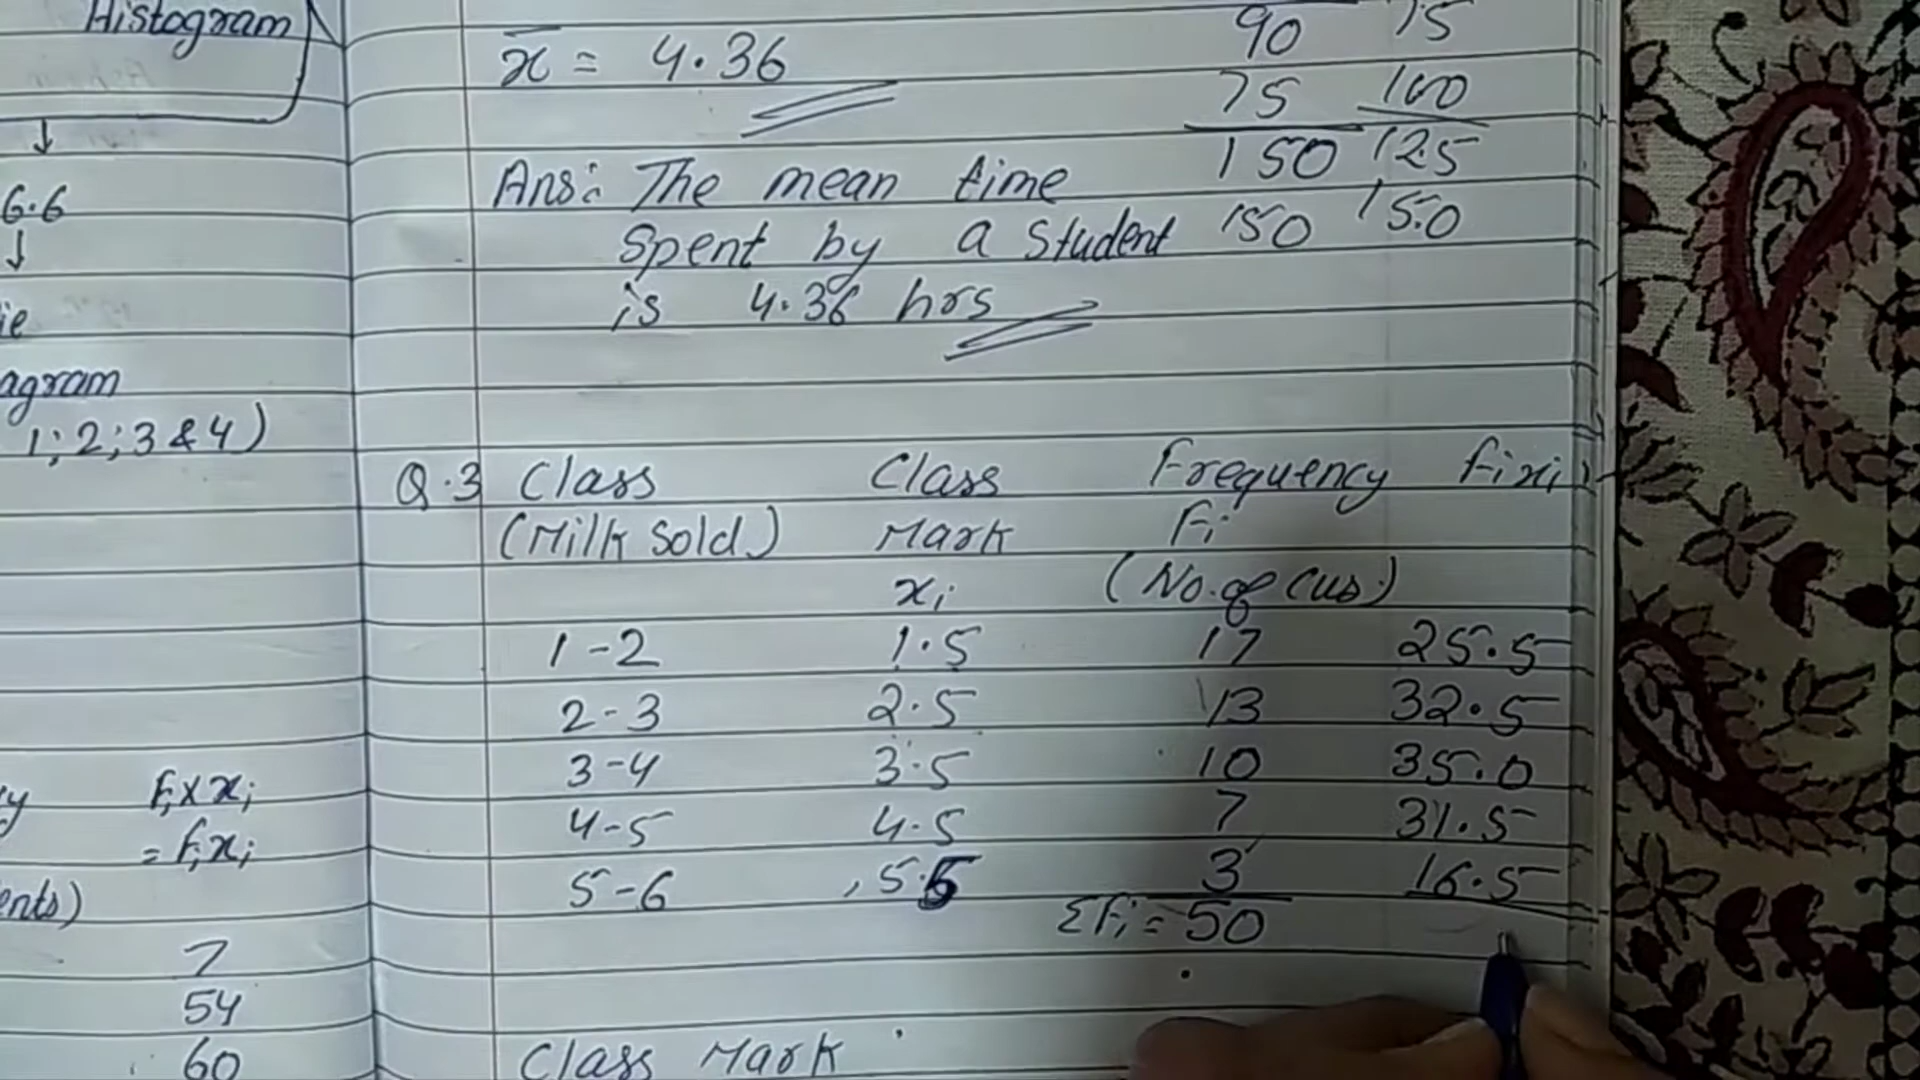 Histogram
6.6
agram
1; 2; 3 & 4)
Fi x xi
= Fixi
7
54
60
x̄ = 4.36
90 75
75 100
150 125
150 150
Ans: The mean time
Spent by a Student
is 4.36 hrs
Q.3 Class Class Frequency fixi
(Milk Sold) Mark Fi
xi (No. of Cus.)
1-2 1.5 17 25.5
2-3 2.5 13 32.5
3-4 3.5 10 35.0
4-5 4.5 7 31.5
5-6 5.5 3 16.5
ΣFi = 50
Class Mark